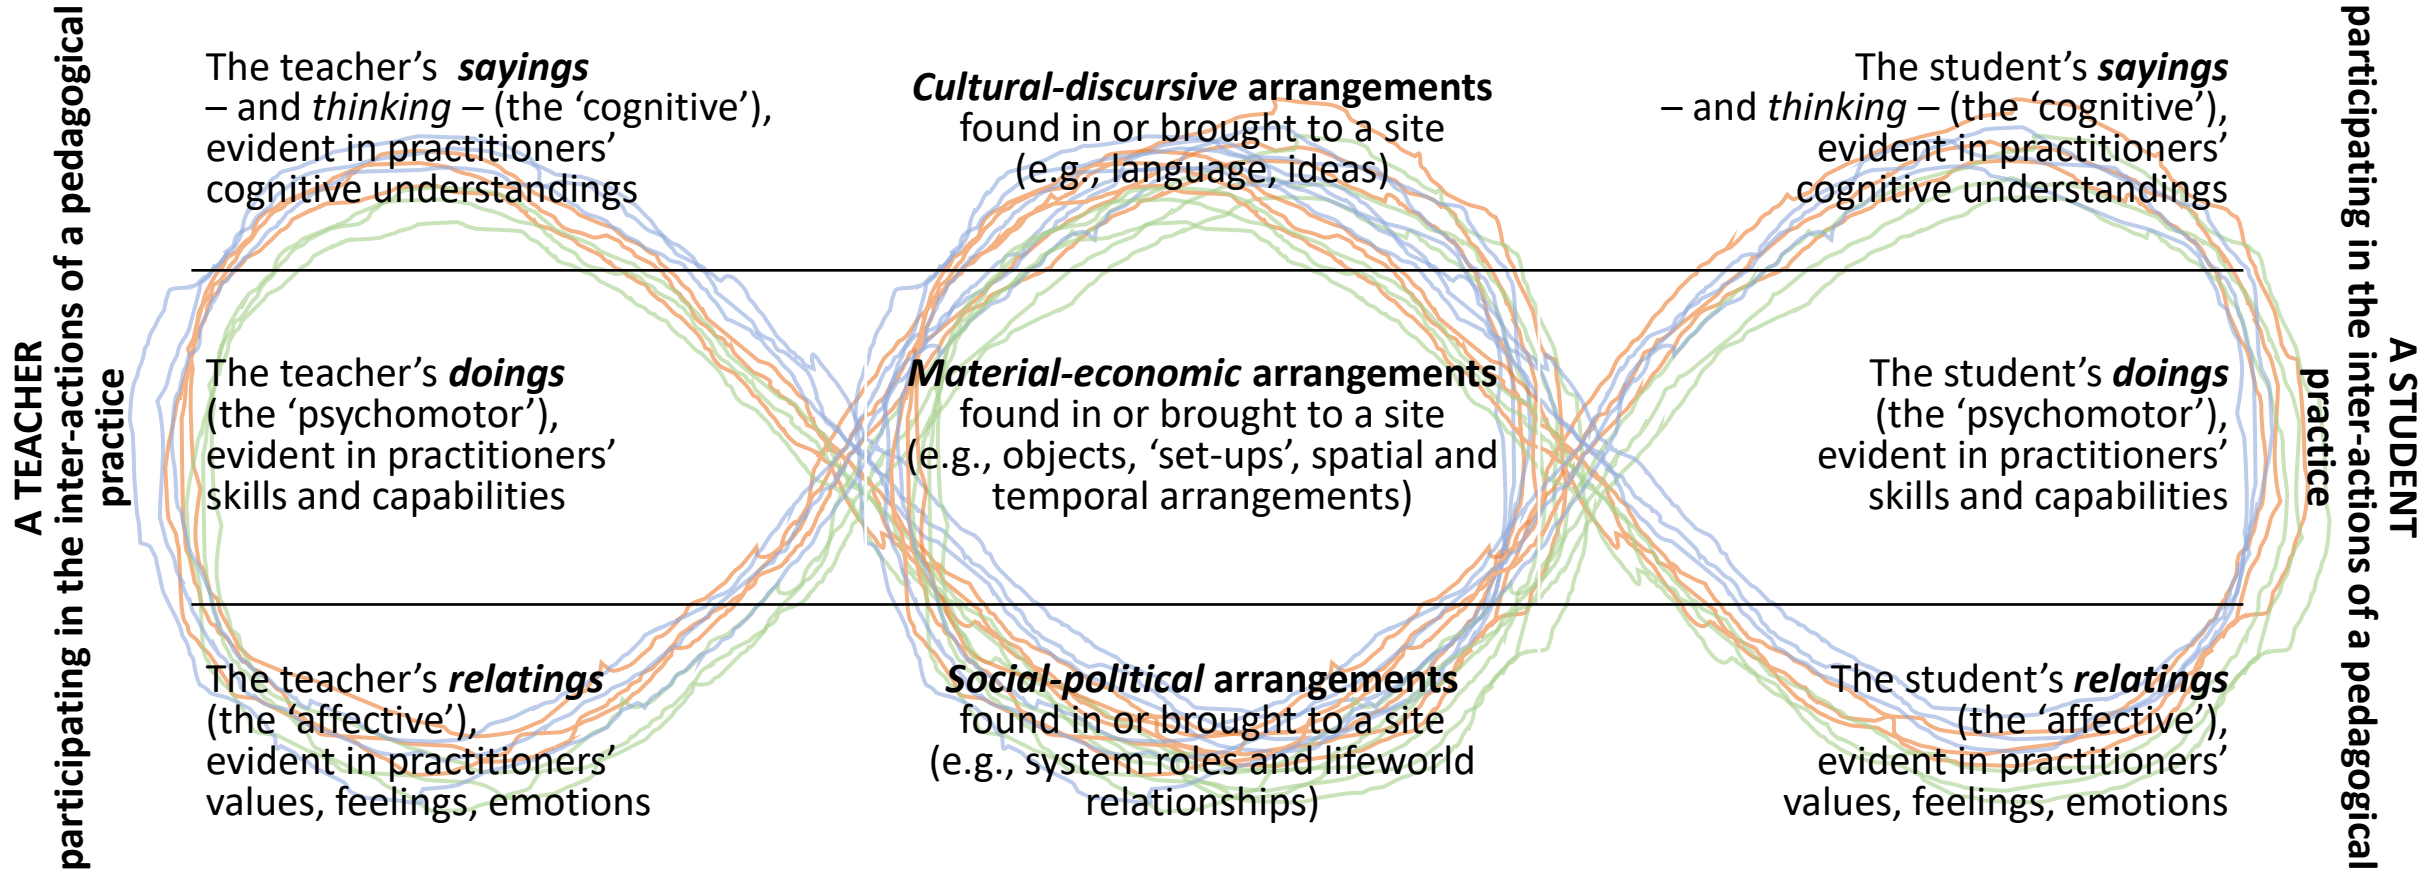 A TEACHER
participating in the inter-actions of a pedagogical
practice
The teacher’s sayings
– and thinking – (the ‘cognitive’),
evident in practitioners’
cognitive understandings
Cultural-discursive arrangements
found in or brought to a site
(e.g., language, ideas)
The student’s sayings
– and thinking – (the ‘cognitive’),
evident in practitioners’
cognitive understandings
The teacher’s doings
(the ‘psychomotor’),
evident in practitioners’
skills and capabilities
Material-economic arrangements
found in or brought to a site
(e.g., objects, ‘set-ups’, spatial and
temporal arrangements)
The student’s doings
(the ‘psychomotor’),
evident in practitioners’
skills and capabilities
The teacher’s relatings
(the ‘affective’),
evident in practitioners’
values, feelings, emotions
Social-political arrangements
found in or brought to a site
(e.g., system roles and lifeworld
relationships)
The student’s relatings
(the ‘affective’),
evident in practitioners’
values, feelings, emotions
A STUDENT
participating in the inter-actions of a pedagogical
practice